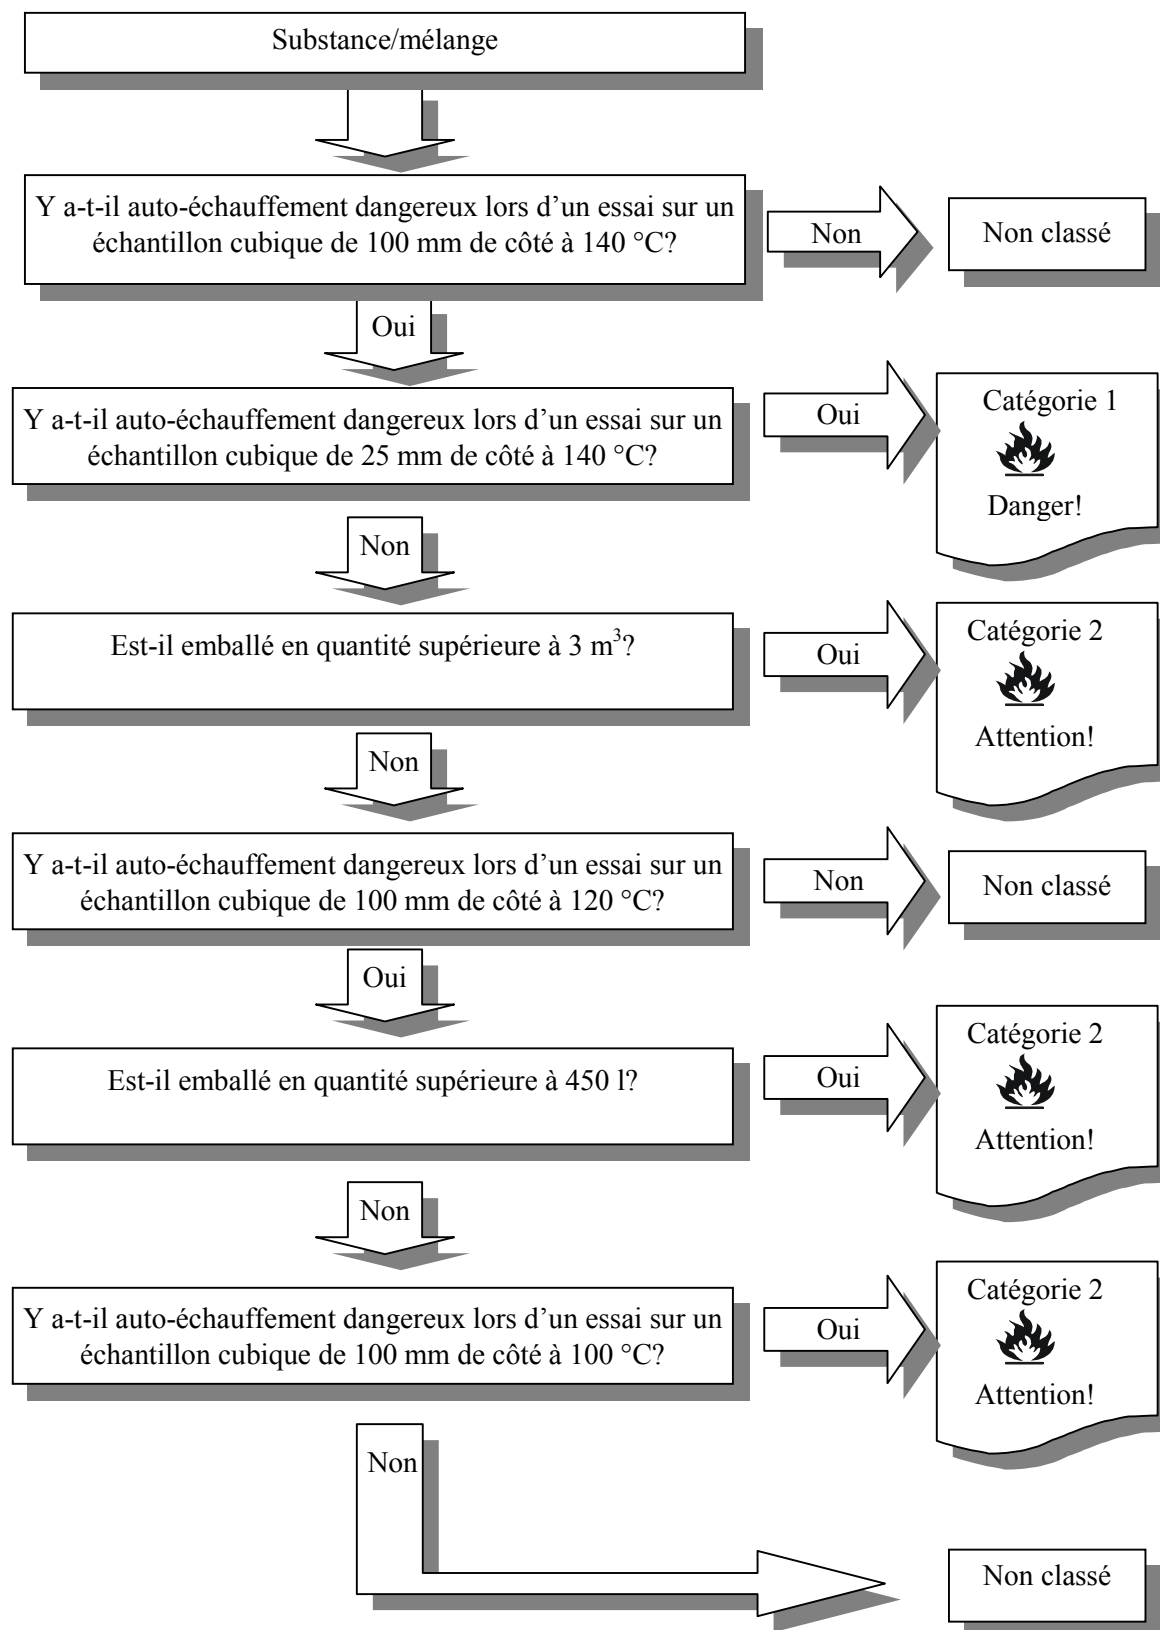 Substance/mélange
Y a-t-il auto-échauffement dangereux lors d’un essai sur un
échantillon cubique de 100 mm de côté à 140 °C?
Non
Non classé
Oui
Y a-t-il auto-échauffement dangereux lors d’un essai sur un
échantillon cubique de 25 mm de côté à 140 °C?
Oui
Catégorie 1
Danger!
Non
Est-il emballé en quantité supérieure à 3 m³?
Oui
Catégorie 2
Attention!
Non
Y a-t-il auto-échauffement dangereux lors d’un essai sur un
échantillon cubique de 100 mm de côté à 120 °C?
Non
Non classé
Oui
Est-il emballé en quantité supérieure à 450 l?
Oui
Catégorie 2
Attention!
Non
Y a-t-il auto-échauffement dangereux lors d’un essai sur un
échantillon cubique de 100 mm de côté à 100 °C?
Oui
Catégorie 2
Attention!
Non
Non classé